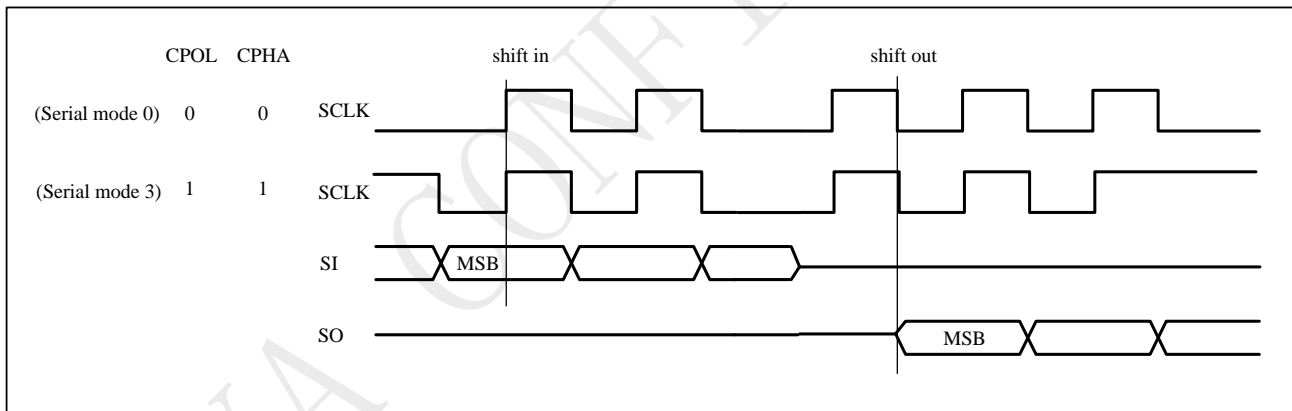 CPOL CPHA shift in shift out
(Serial mode 0) 0 0 SCLK
(Serial mode 3) 1 1 SCLK
SI MSB
SO MSB